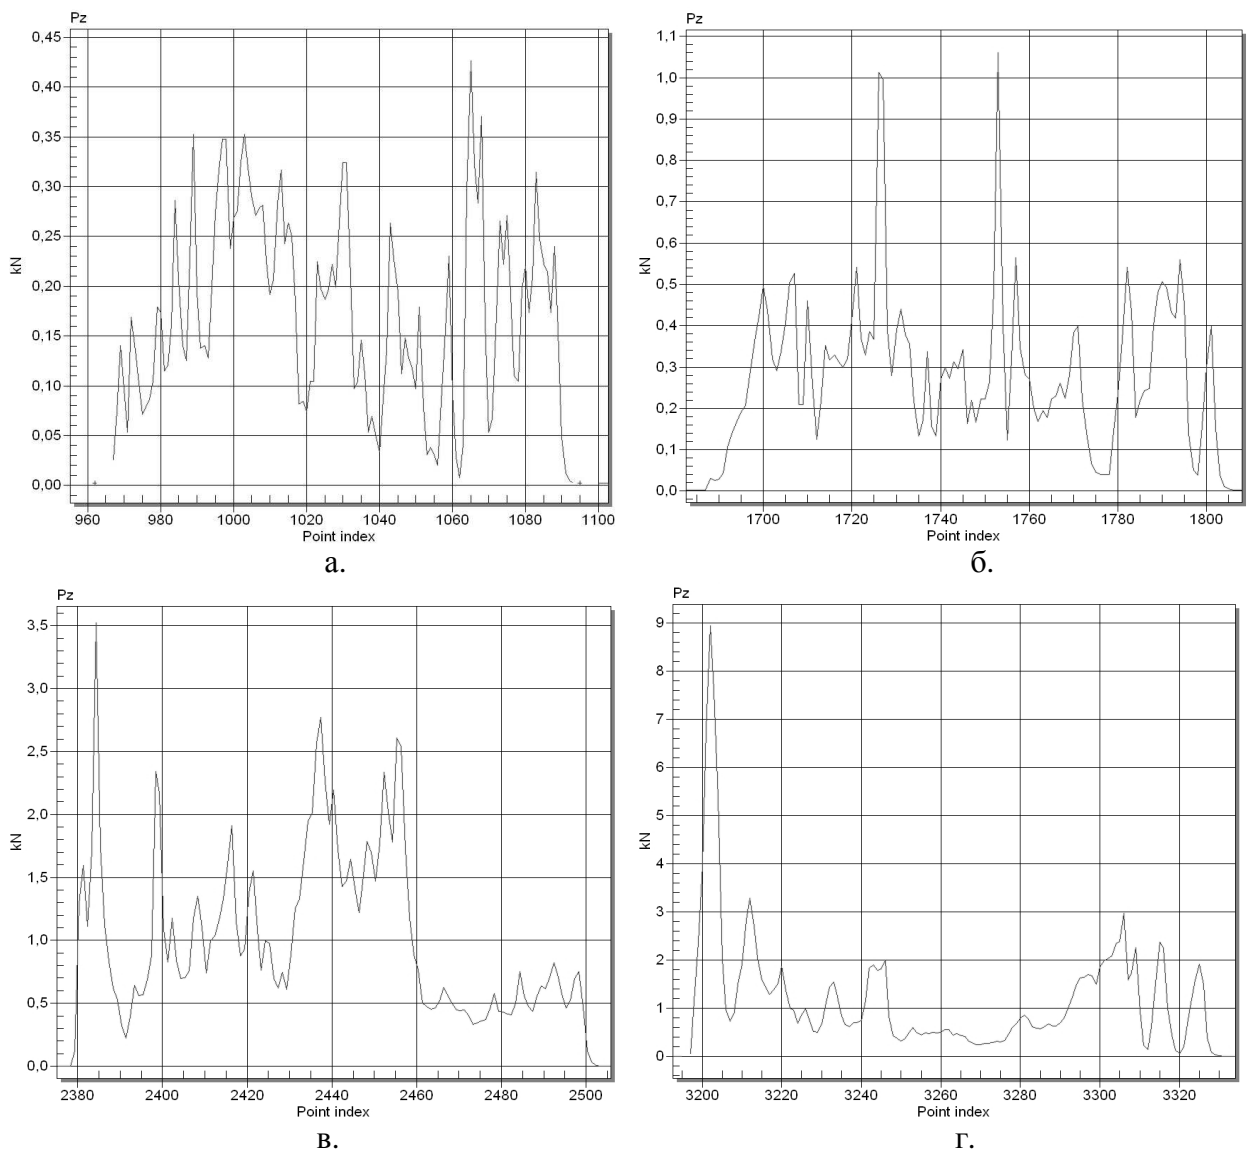 Pz
0,45
0,40
0,35
0,30
0,25
0,20
0,15
0,10
0,05
0,00
kN
960 980 1000 1020 1040 1060 1080 1100
Point index
а.
Pz
1,1
1,0
0,9
0,8
0,7
0,6
0,5
0,4
0,3
0,2
0,1
0,0
kN
1700 1720 1740 1760 1780 1800
Point index
б.
Pz
3,5
3,0
2,5
2,0
1,5
1,0
0,5
0,0
kN
2380 2400 2420 2440 2460 2480 2500
Point index
в.
Pz
9
8
7
6
5
4
3
2
1
0
kN
3200 3220 3240 3260 3280 3300 3320
Point index
г.